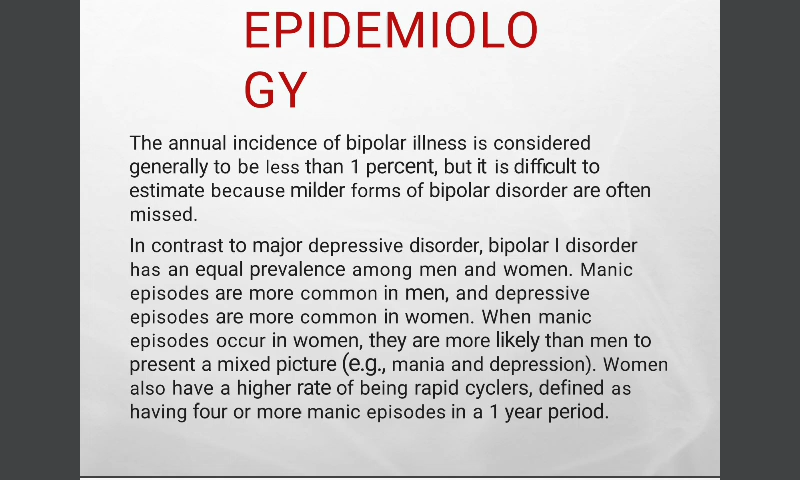 EPIDEMIOLO
GY
The annual incidence of bipolar illness is considered
generally to be less than 1 percent, but it is difficult to
estimate because milder forms of bipolar disorder are often
missed.
In contrast to major depressive disorder, bipolar I disorder
has an equal prevalence among men and women. Manic
episodes are more common in men, and depressive
episodes are more common in women. When manic
episodes occur in women, they are more likely than men to
present a mixed picture (e.g., mania and depression). Women
also have a higher rate of being rapid cyclers, defined as
having four or more manic episodes in a 1 year period.